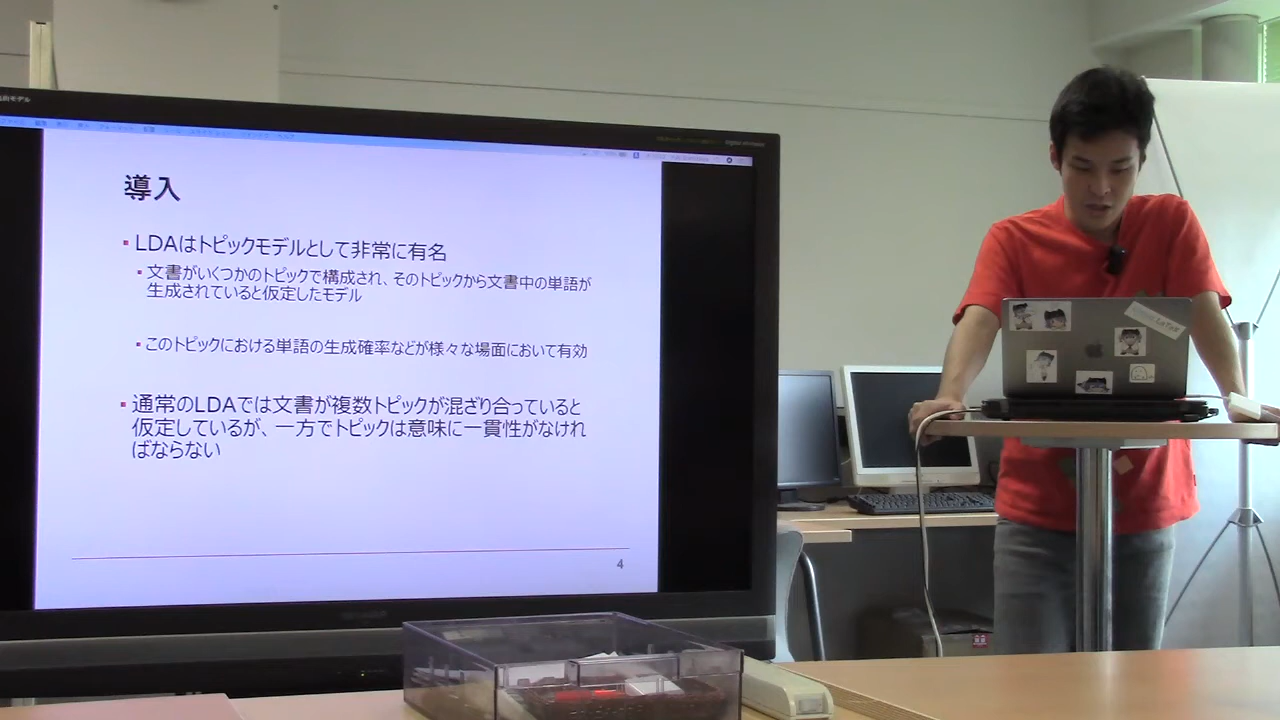 導入
LDAはトピックモデルとして非常に有名
文書がいくつかのトピックで構成され、そのトピックから文書中の単語が
生成されていると仮定したモデル
このトピックにおける単語の生成確率などが様々な場面において有効
通常のLDAでは文書が複数トピックが混ざり合っていると
仮定しているが、一方でトピックは意味に一貫性がなけれ
ばならない
4
LaTeX